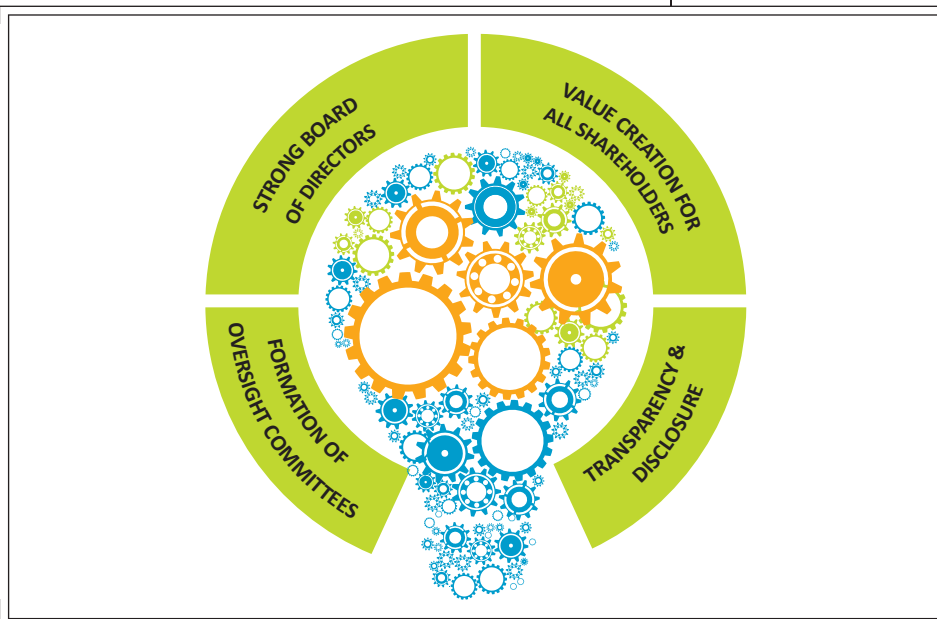 STRONG BOARD
OF DIRECTORS
VALUE CREATION FOR
ALL SHAREHOLDERS
FORMATION OF
OVERSIGHT COMMITTEES
TRANSPARENCY &
DISCLOSURE